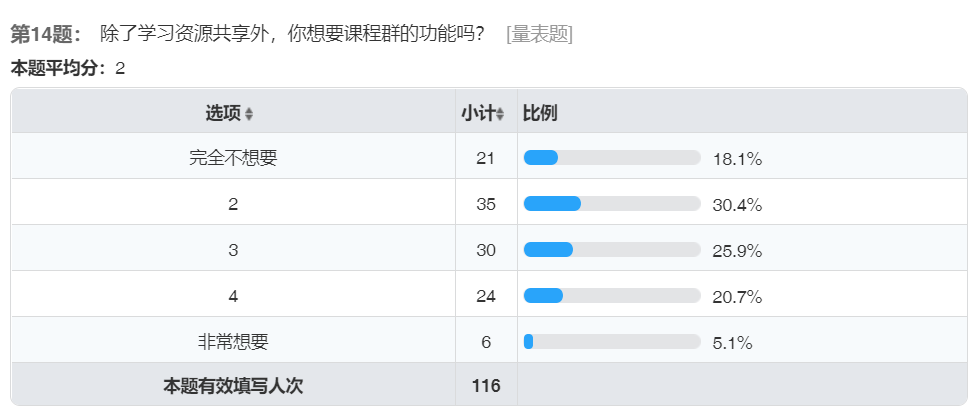 第14题： 除了学习资源共享外，你想要课程群的功能吗？ [量表题]
本题平均分：2
选项 小计 比例
完全不想要 21 18.1%
2 35 30.4%
3 30 25.9%
4 24 20.7%
非常想要 6 5.1%
本题有效填写人次 116